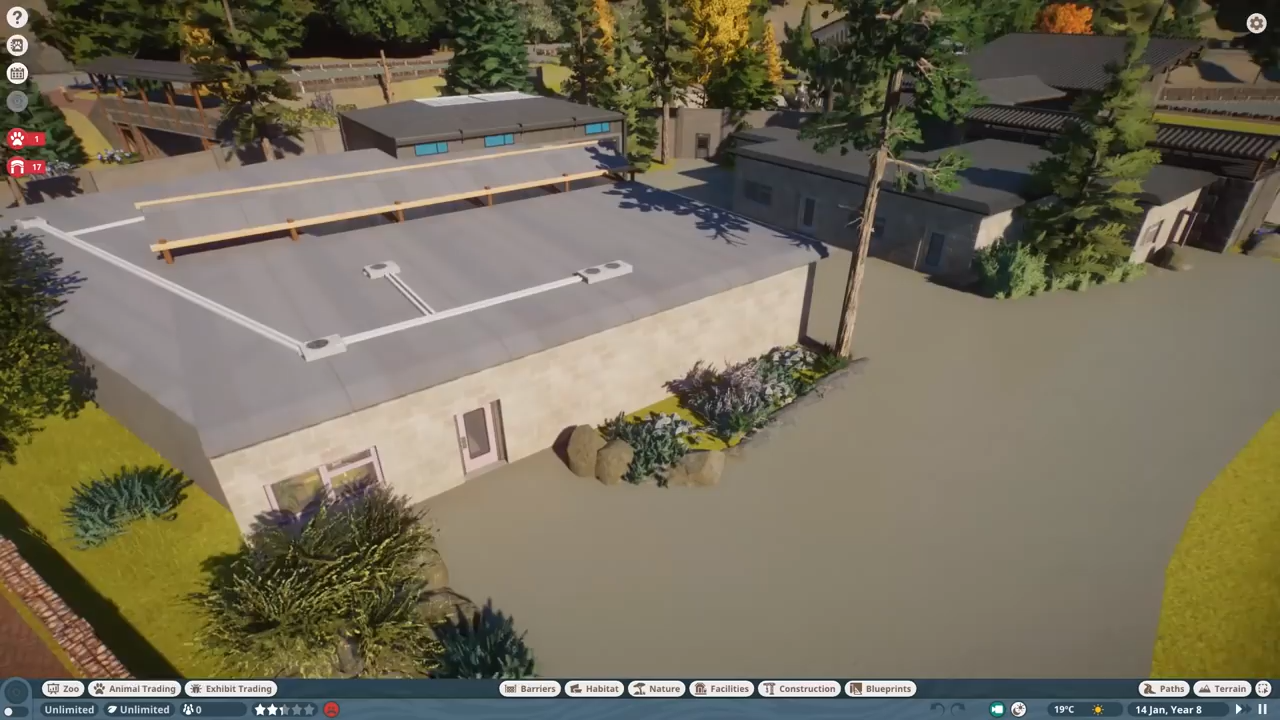 ?
1
17
Zoo
Animal Trading
Exhibit Trading
Barriers
Habitat
Nature
Facilities
Construction
Blueprints
Paths
Terrain
Unlimited
Unlimited
0
19°C
14 Jan, Year 8